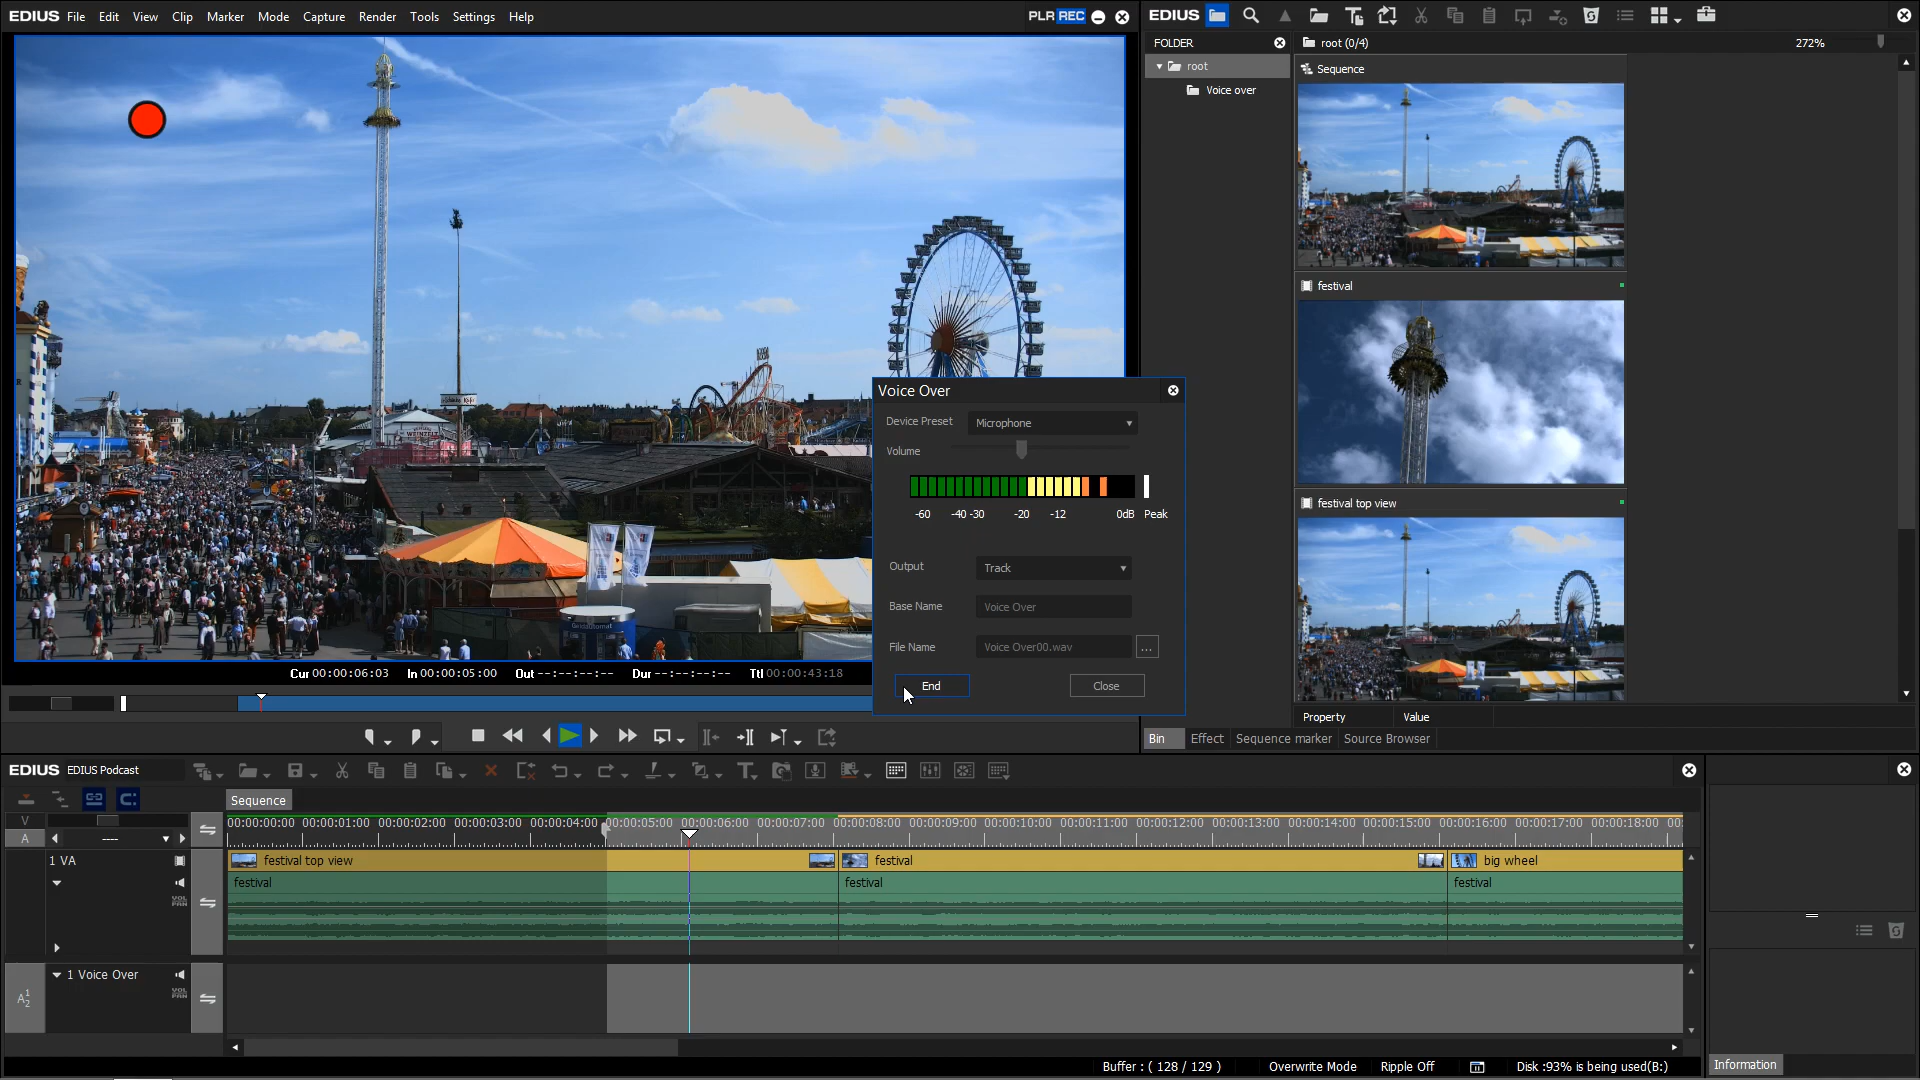 EDIUS File Edit View Clip Marker Mode Capture Render Tools Settings Help PLR REC
Cur 00:00:06:03 In 00:00:05:00 Out --:--:--:-- Dur --:--:--:-- Ttl 00:00:43:18
Voice Over
Device Preset Microphone
Volume
-60 -40 -30 -20 -12 0dB Peak
Output Track
Base Name Voice Over
File Name Voice Over00.wav ...
End Close
EDIUS
FOLDER
root
Voice over
root (0/4) 272%
Sequence
festival
festival top view
Property Value
Bin Effect Sequence marker Source Browser
EDIUS EDIUS Podcast
Sequence
V
A ----
00:00:00:00 00:00:01:00 00:00:02:00 00:00:03:00 00:00:04:00 00:00:05:00 00:00:06:00 00:00:07:00 00:00:08:00 00:00:09:00 00:00:10:00 00:00:11:00 00:00:12:00 00:00:13:00 00:00:14:00 00:00:15:00 00:00:16:00 00:00:17:00 00:00:18:00 00:
1 VA festival top view festival big wheel
festival festival festival
VOL
PAN
1 Voice Over
A 1 2
VOL
PAN
Buffer : ( 128 / 129 ) Overwrite Mode Ripple Off Disk :93% is being used(B:)
Information